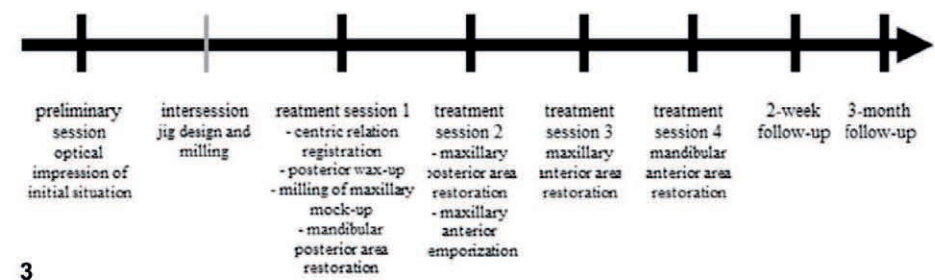 preliminary
session
optical
impression of
initial situation
intersession
jig design and
milling
reatment session 1
- centric relation
registration
- posterior wax-up
- milling of maxillary
mock-up
- mandibular
posterior area
restoration
treatment
session 2
- maxillary
posterior area
restoration
- maxillary
anterior
emporization
treatment
session 3
maxillary
anterior area
restoration
treatment
session 4
mandibular
anterior area
restoration
2-week
follow-up
3-month
follow-up
3